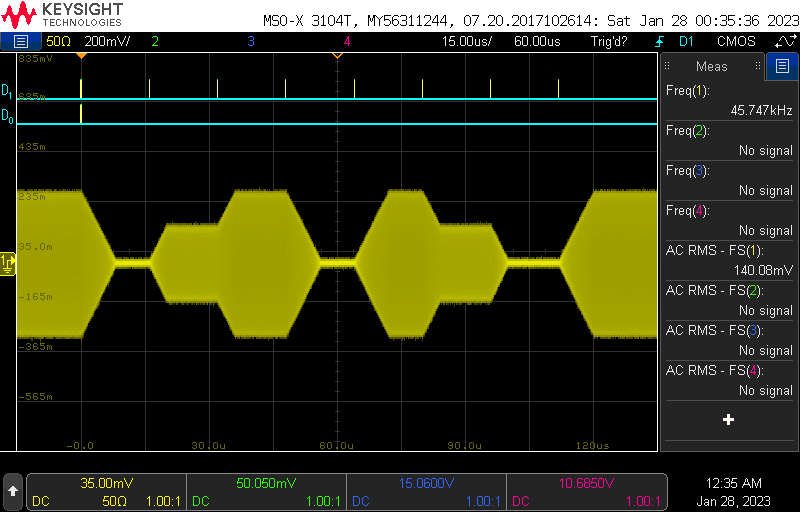 KEYSIGHT
TECHNOLOGIES
MSO-X 3104T, MY56311244, 07.20.2017102614: Sat Jan 28 00:35:36 2023
50Ω 200mV/ 2 3 4 15.00us/ 60.00us Trig'd? D1 CMOS
835mV
D1
635m
D0
435m
235m
35.0m
1
-165m
-365m
-565m
-0.0 30.0u 60.0u 90.0u 120us
Meas
Freq(1):
45.747kHz
Freq(2):
No signal
Freq(3):
No signal
Freq(4):
No signal
AC RMS - FS(1):
140.08mV
AC RMS - FS(2):
No signal
AC RMS - FS(3):
No signal
AC RMS - FS(4):
No signal
35.00mV 50.050mV 15.0600V 10.6850V
DC 50Ω 1.00:1 DC 1.00:1 DC 1.00:1 DC 1.00:1
12:35 AM
Jan 28, 2023